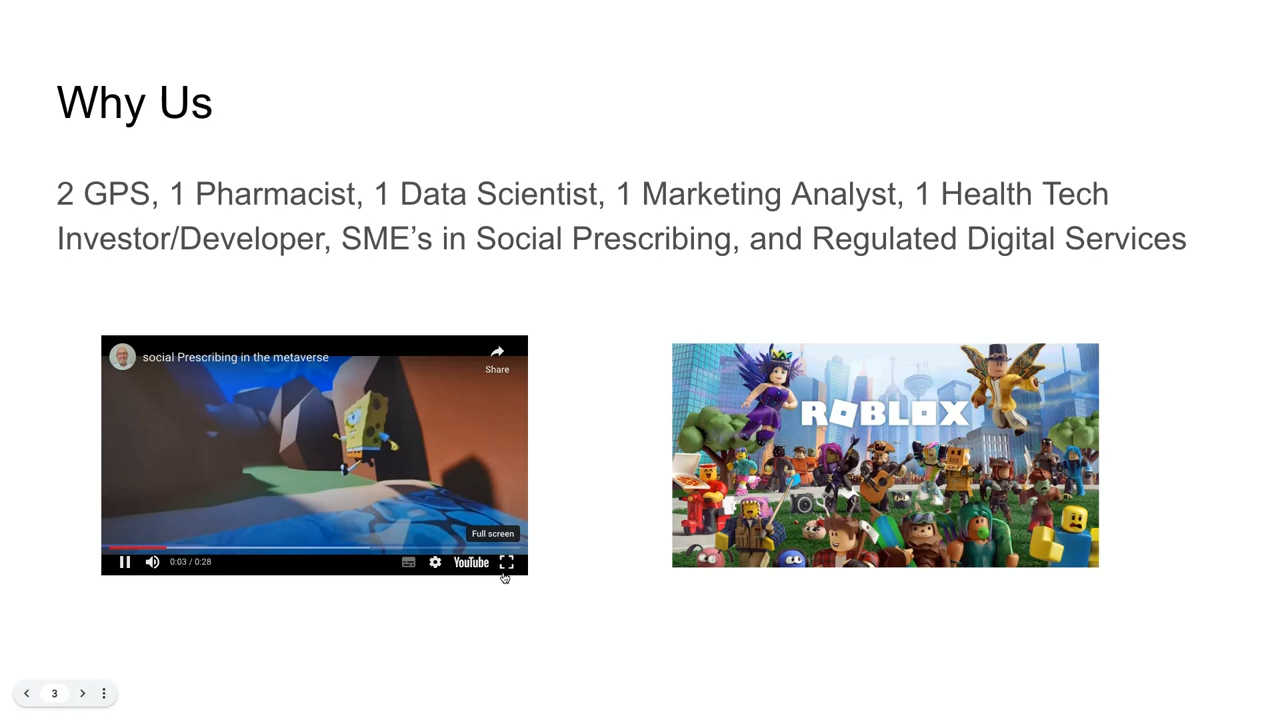 Why Us
2 GPS, 1 Pharmacist, 1 Data Scientist, 1 Marketing Analyst, 1 Health Tech
Investor/Developer, SME’s in Social Prescribing, and Regulated Digital Services
social Prescribing in the metaverse
Share
Full screen
0:03 / 0:28
YouTube
ROBLOX
3